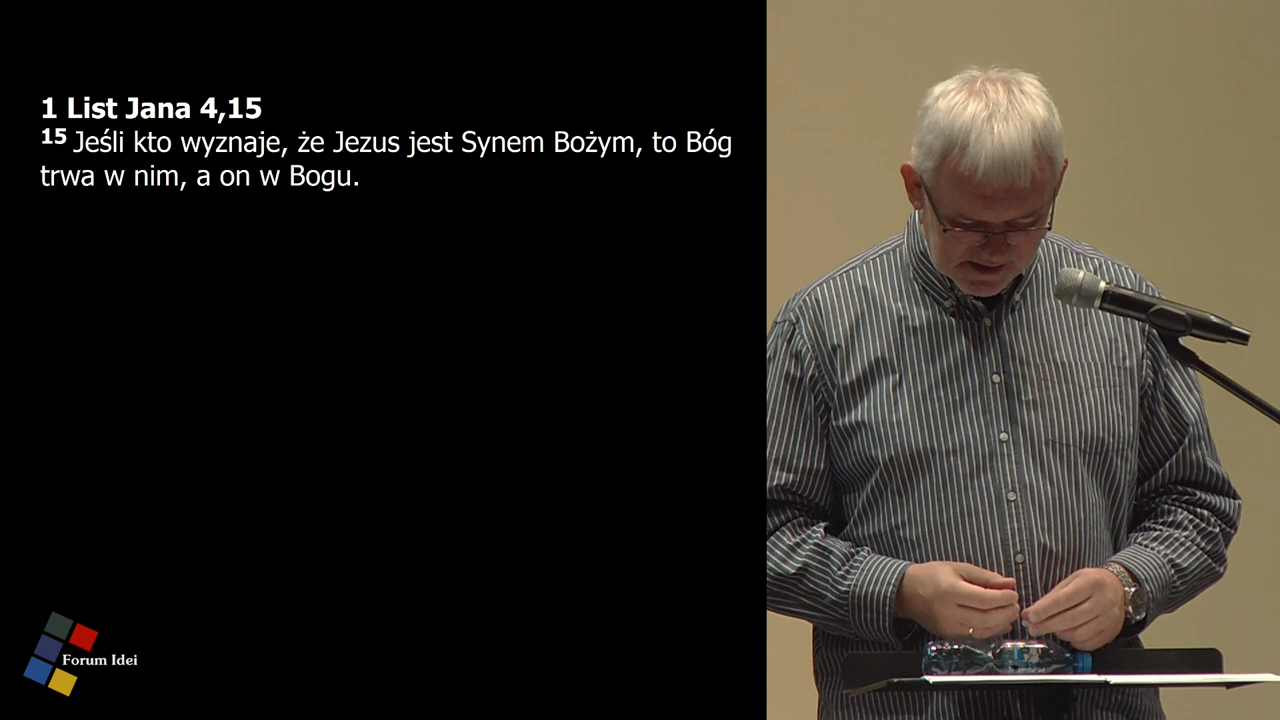 1 List Jana 4,15
15 Jeśli kto wyznaje, że Jezus jest Synem Bożym, to Bóg
trwa w nim, a on w Bogu.
Forum Idei